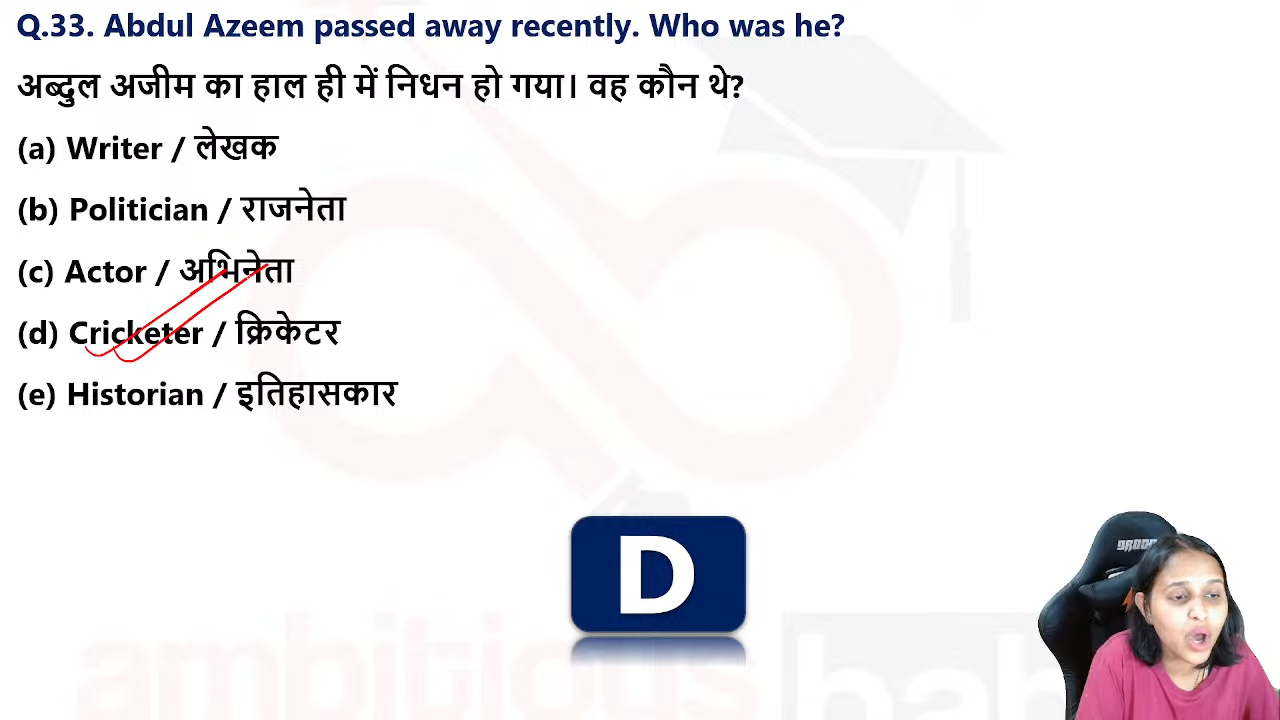 Q.33. Abdul Azeem passed away recently. Who was he?
अब्दुल अजीम का हाल ही में निधन हो गया। वह कौन थे?
(a) Writer / लेखक
(b) Politician / राजनेता
(c) Actor / अभिनेता
(d) Cricketer / क्रिकेटर
(e) Historian / इतिहासकार
D
ambitious